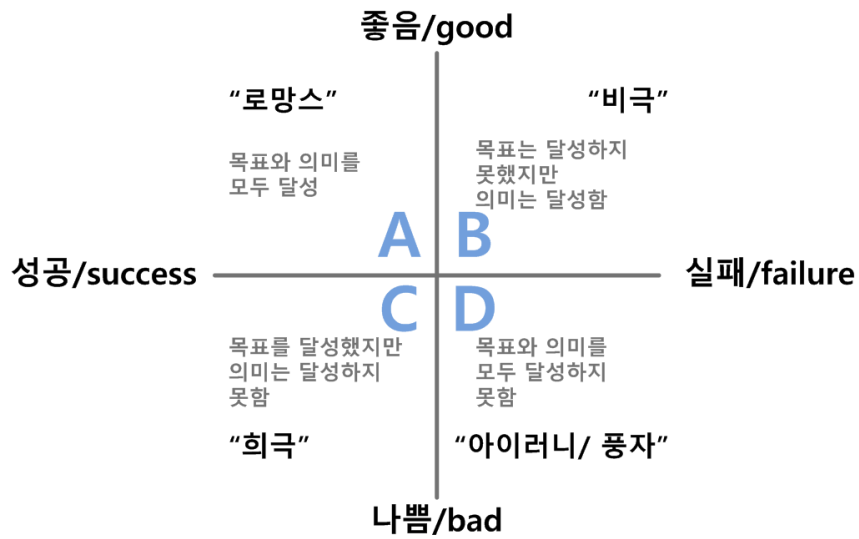 좋음/good
“로망스”
목표와 의미를
모두 달성
“비극”
목표는 달성하지
못했지만
의미는 달성함
A
B
성공/success
실패/failure
C
D
목표를 달성했지만
의미는 달성하지
못함
“희극”
목표와 의미를
모두 달성하지
못함
“아이러니/ 풍자”
나쁨/bad